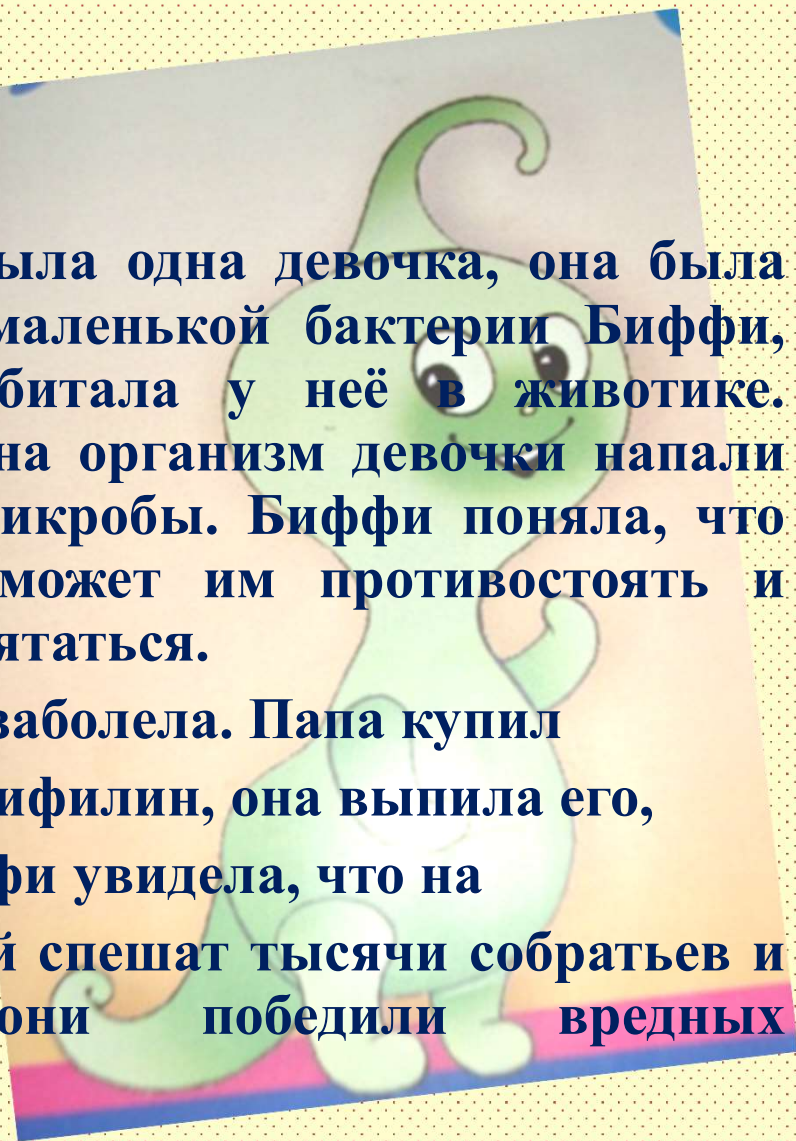 ыла одна девочка, она была
маленькой бактерии Биффи,
битала у неё в животике.
на организм девочки напали
икробы. Биффи поняла, что
может им противостоять и
ятаться.
заболела. Папа купил
ифилин, она выпила его,
фи увидела, что на
й спешат тысячи собратьев и
они победили вредных